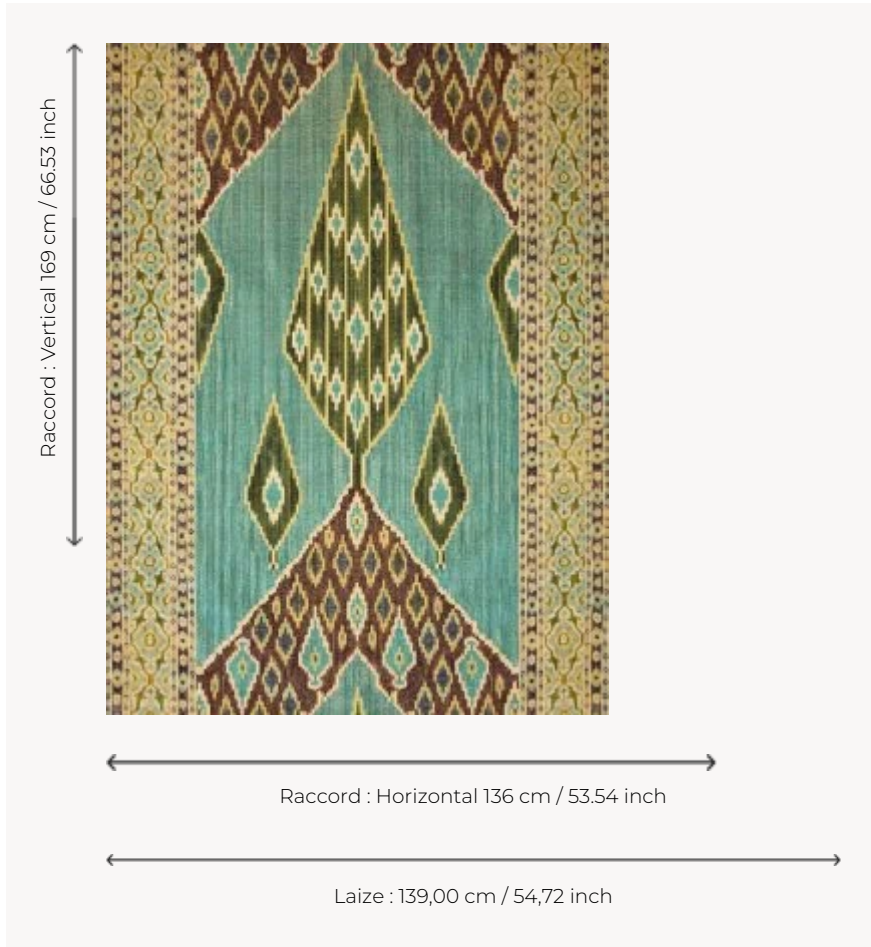 Raccord : Vertical 169 cm / 66.53 inch
Raccord : Horizontal 136 cm / 53.54 inch
Laize : 139,00 cm / 54,72 inch